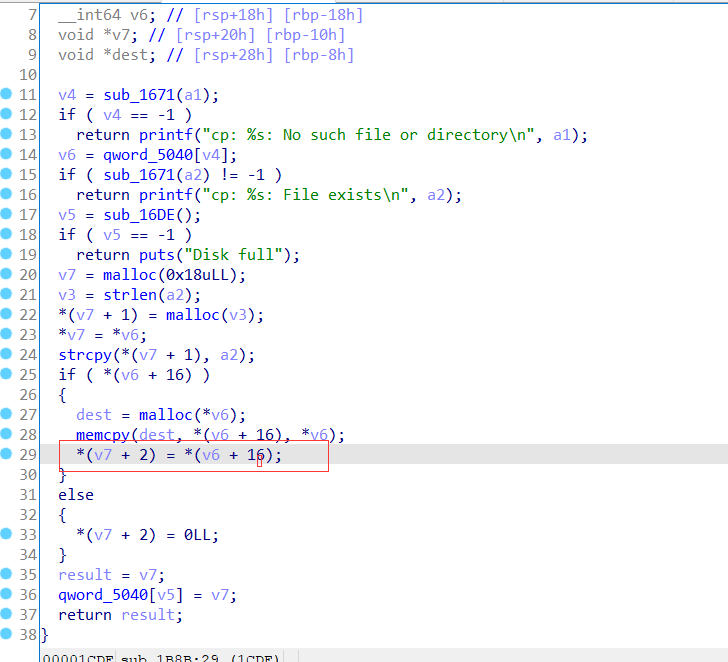 7 __int64 v6; // [rsp+18h] [rbp-18h]
8 void *v7; // [rsp+20h] [rbp-10h]
9 void *dest; // [rsp+28h] [rbp-8h]
10
11 v4 = sub_1671(a1);
12 if ( v4 == -1 )
13 return printf("cp: %s: No such file or directory\n", a1);
14 v6 = qword_5040[v4];
15 if ( sub_1671(a2) != -1 )
16 return printf("cp: %s: File exists\n", a2);
17 v5 = sub_16DE();
18 if ( v5 == -1 )
19 return puts("Disk full");
20 v7 = malloc(0x18uLL);
21 v3 = strlen(a2);
22 *(v7 + 1) = malloc(v3);
23 *v7 = *v6;
24 strcpy(*(v7 + 1), a2);
25 if ( *(v6 + 16) )
26 {
27 dest = malloc(*v6);
28 memcpy(dest, *(v6 + 16), *v6);
29 *(v7 + 2) = *(v6 + 16);
30 }
31 else
32 {
33 *(v7 + 2) = 0LL;
34 }
35 result = v7;
36 qword_5040[v5] = v7;
37 return result;
38 }
00001CDF sub_1B8B:29 (1CDF)